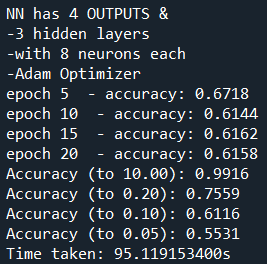 NN has 4 OUTPUTS &
-3 hidden layers
-with 8 neurons each
-Adam Optimizer
epoch 5  - accuracy: 0.6718
epoch 10  - accuracy: 0.6144
epoch 15  - accuracy: 0.6162
epoch 20  - accuracy: 0.6158
Accuracy (to 10.00): 0.9916
Accuracy (to 0.20): 0.7559
Accuracy (to 0.10): 0.6116
Accuracy (to 0.05): 0.5531
Time taken: 95.119153400s